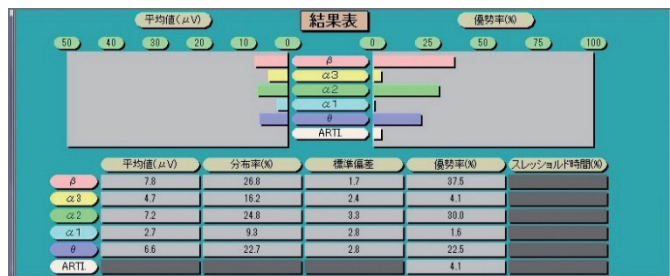 平均値(μV) 結果表 優勢率(%)
50 40 30 20 10 0 0 25 50 75 100
β
α3
α2
α1
θ
ARTI.
平均値(μV) 分布率(%) 標準偏差 優勢率(%) スレッショルド時間(%)
β 7.8 26.8 1.7 37.5
α3 4.7 16.2 2.4 4.1
α2 7.2 24.8 3.3 30.0
α1 2.7 9.3 2.8 1.6
θ 6.6 22.7 2.8 22.5
ARTI. 4.1